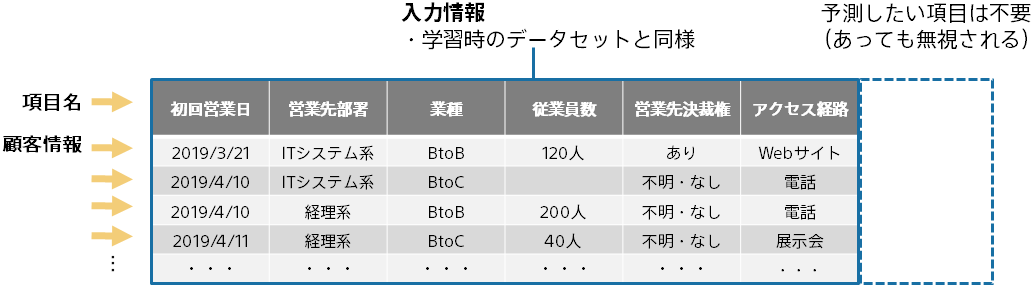 入力情報
・学習時のデータセットと同様
予測したい項目は不要
（あっても無視される）
項目名
初回営業日 営業先部署 業種 従業員数 営業先決裁権 アクセス経路
顧客情報
2019/3/21 ITシステム系 BtoB 120人 あり Webサイト
2019/4/10 ITシステム系 BtoC 不明・なし 電話
2019/4/10 経理系 BtoB 200人 不明・なし 電話
2019/4/11 経理系 BtoC 40人 不明・なし 展示会
⋮ ・・・ ・・・ ・・・ ・・・ ・・・ ・・・